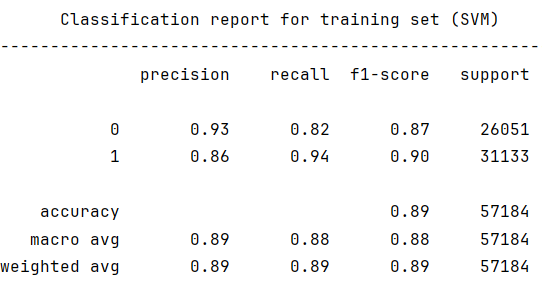 Classification report for training set (SVM)
------------------------------------------------------
precision recall f1-score support
0 0.93 0.82 0.87 26051
1 0.86 0.94 0.90 31133
accuracy 0.89 57184
macro avg 0.89 0.88 0.88 57184
weighted avg 0.89 0.89 0.89 57184